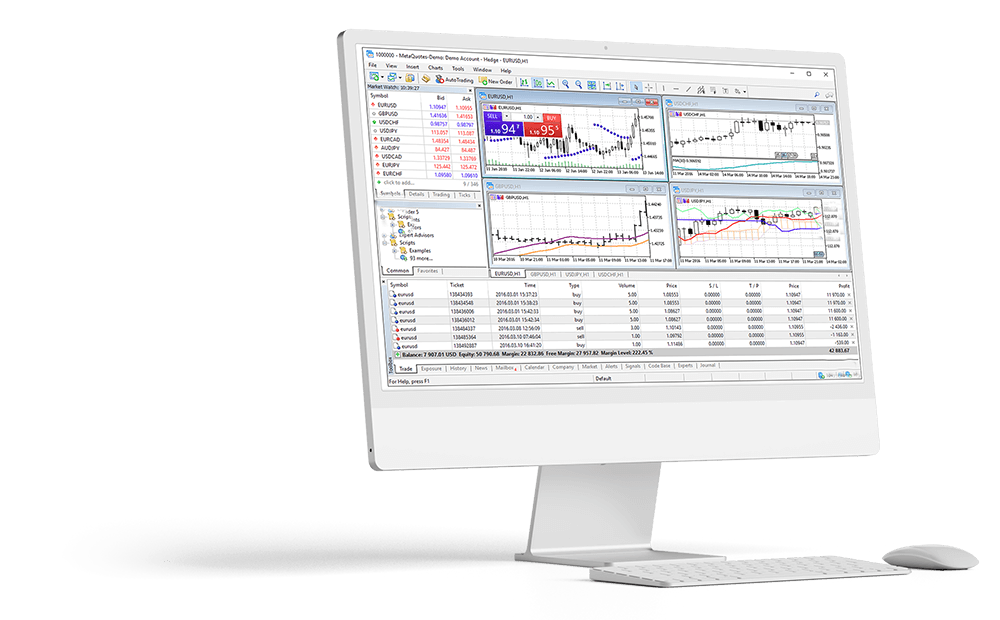 1000000 - MetaQuotes-Demo: Demo Account - Hedge - EURUSD,H1
File View Insert Charts Tools Window Help
AutoTrading New Order
Market Watch: 10:39:27
Symbol Bid Ask
EURUSD 1.10947 1.10955
GBPUSD 1.41636 1.41653
USDCHF 0.98757 0.98797
USDJPY 113.057 113.087
EURCAD 1.48354 1.48434
AUDJPY 84.427 84.487
USDCAD 1.33729 1.33769
EURJPY 125.442 125.472
EURCHF 1.09580 1.09610
click to add...
Symbols Details Trading Ticks
Scripts
Expert Advisors
Scripts
Examples
93 more...
Common Favorites
EURUSD,H1
EURUSD,H1
SELL 1.00 BUY
1.10 94⁷ 1.10 95⁵
USDCHF,H1
USDCHF,H1
GBPUSD,H1
GBPUSD,H1
USDJPY,H1
USDJPY,H1
EURUSD,H1 GBPUSD,H1 USDJPY,H1 USDCHF,H1
Symbol Ticket Time Type Volume Price S / L T / P Price Profit
eurusd 138434393 2016.03.01 15:37:23 buy 5.00 1.08553 0.00000 0.00000 1.10947 11 970.00
eurusd 138434548 2016.03.01 15:38:23 buy 5.00 1.08553 0.00000 0.00000 1.10947 11 970.00
eurusd 138436006 2016.03.01 15:42:33 buy 5.00 1.08627 0.00000 0.00000 1.10947 11 600.00
eurusd 138436012 2016.03.01 15:42:34 buy 5.00 1.08627 0.00000 0.00000 1.10947 11 600.00
eurusd 138484337 2016.03.08 12:56:09 sell 3.00 1.10143 0.00000 0.00000 1.10955 -2 436.00
eurusd 138485364 2016.03.10 07:46:04 sell 1.00 1.09792 0.00000 0.00000 1.10955 -1 163.00
eurusd 138492887 2016.03.10 16:41:20 buy 1.00 1.11486 0.00000 0.00000 1.10947 -539.00
Balance: 7 907.01 USD Equity: 50 790.68 Margin: 22 832.86 Free Margin: 27 957.82 Margin Level: 222.45 % 42 883.67
Trade Exposure History News Mailbox Calendar Company Market Alerts Signals Code Base Experts Journal
Toolbox
For Help, press F1 Default